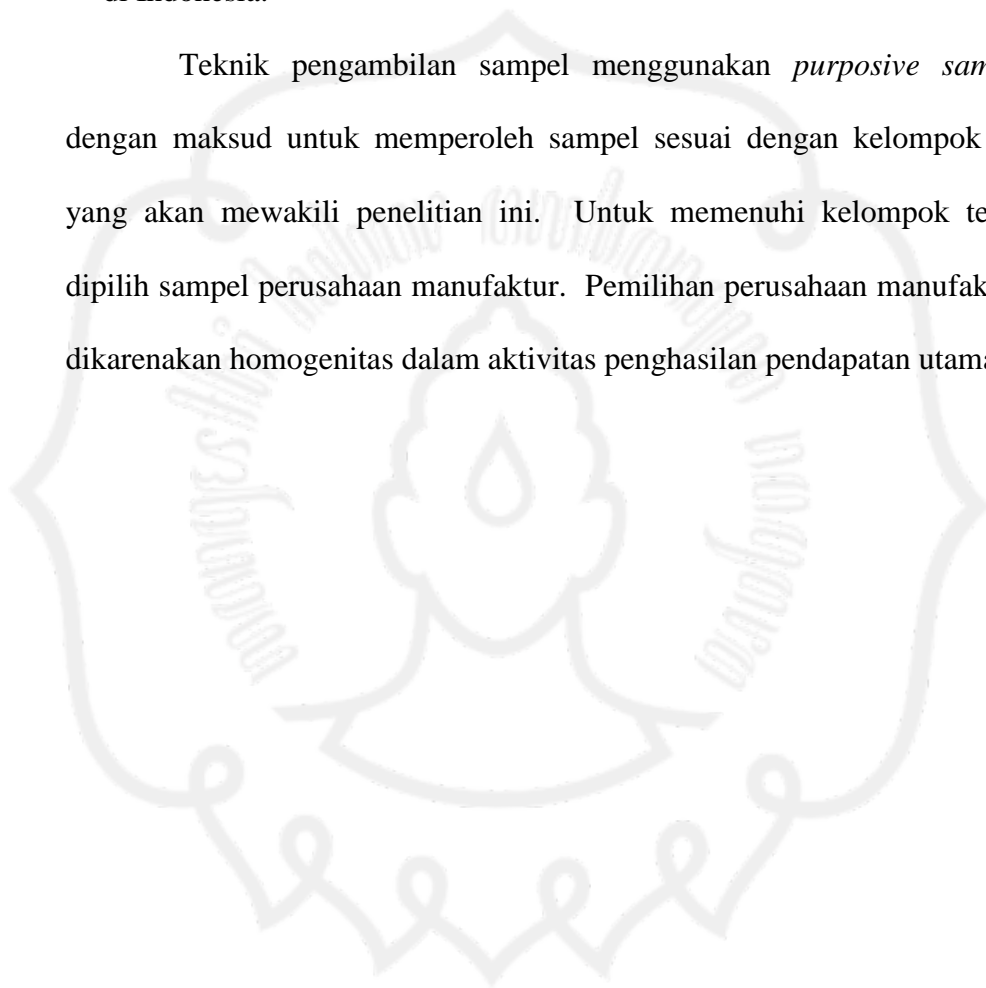 di Indonesia.
Teknik pengambilan sampel menggunakan purposive sam
dengan maksud untuk memperoleh sampel sesuai dengan kelompok
yang akan mewakili penelitian ini. Untuk memenuhi kelompok te
dipilih sampel perusahaan manufaktur. Pemilihan perusahaan manufak
dikarenakan homogenitas dalam aktivitas penghasilan pendapatan utama